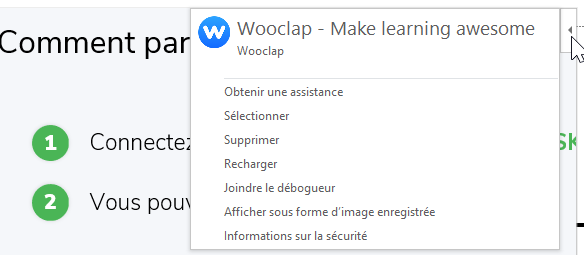 Comment par
Wooclap - Make learning awesome
Wooclap
Obtenir une assistance
Sélectionner
1 Connectez SK
Supprimer
Recharger
Joindre le débogueur
2 Vous pouv
Afficher sous forme d'image enregistrée
Informations sur la sécurité